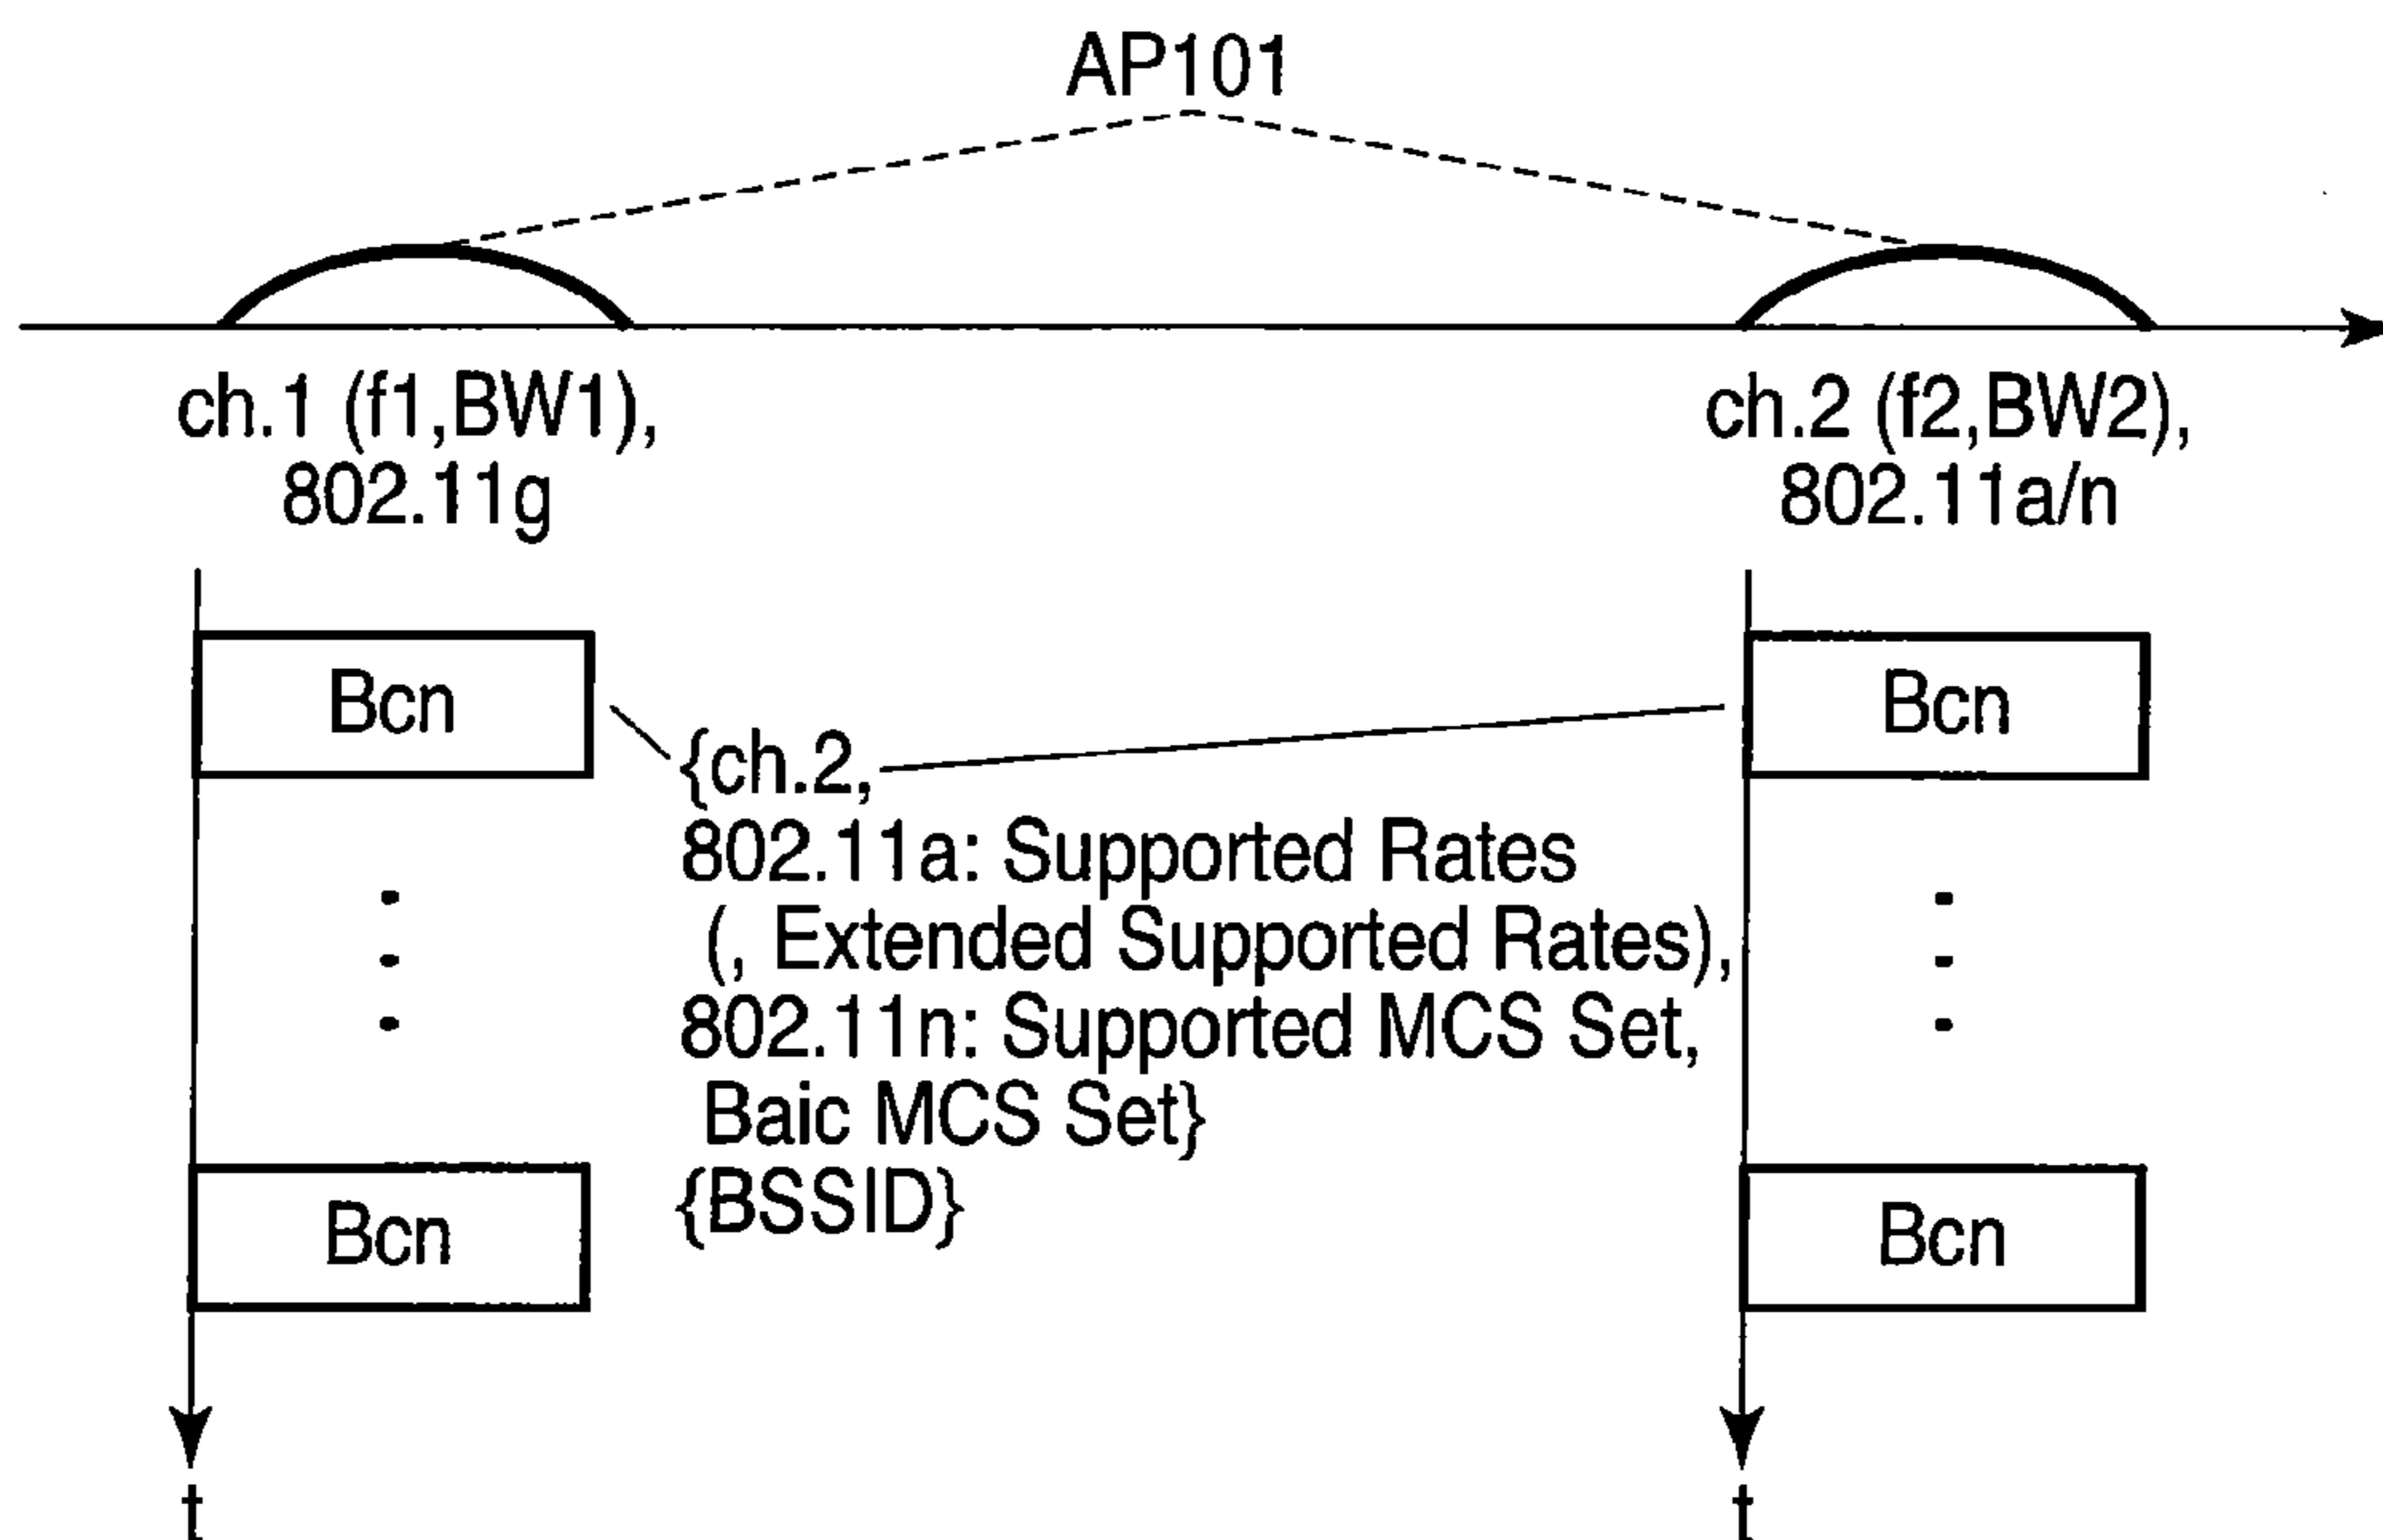 AP101
ch.1 (f1,BW1),
802.11g
ch.2 (f2,BW2),
802.11a/n
Bcn
Bcn
{ch.2,
802.11a: Supported Rates
(, Extended Supported Rates),
802.11n: Supported MCS Set,
Baic MCS Set}
{BSSID}
Bcn
Bcn
t
t